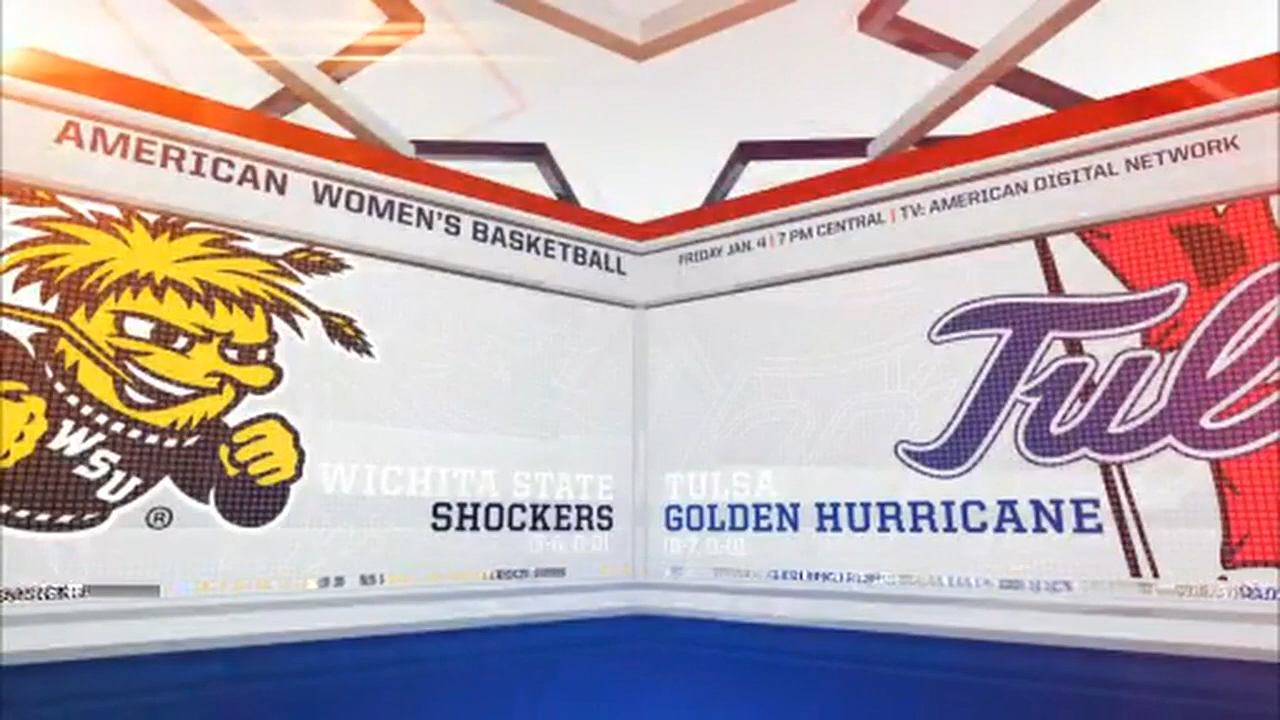 AMERICAN WOMEN'S BASKETBALL
FRIDAY JAN. 4 | 7 PM CENTRAL | TV: AMERICAN DIGITAL NETWORK
WSU
®
WICHITA STATE
SHOCKERS
Tul
TULSA
GOLDEN HURRICANE